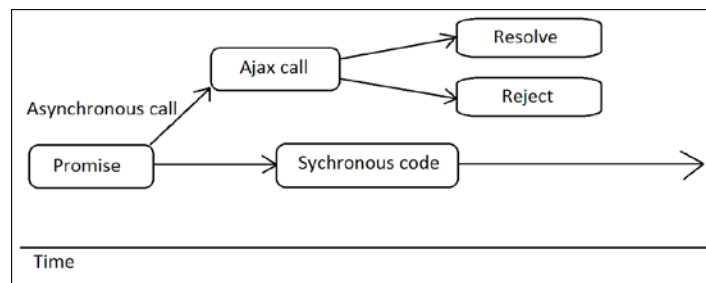 Resolve
Ajax call
Reject
Asynchronous call
Promise
Sychronous code
Time